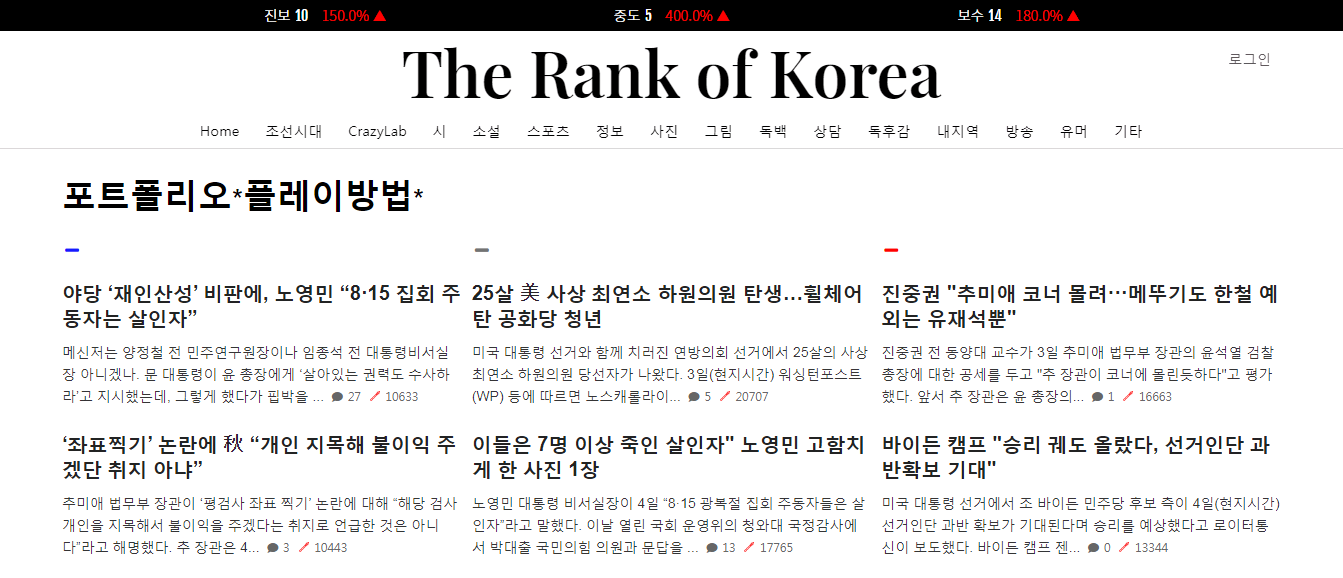 진보 10 150.0% ▲ 중도 5 400.0% ▲ 보수 14 180.0% ▲
The Rank of Korea
로그인
Home 조선시대 CrazyLab 시 소설 스포츠 정보 사진 그림 독백 상담 독후감 내지역 방송 유머 기타
포트폴리오*플레이방법*
야당 ‘재인산성’ 비판에, 노영민 “8·15 집회 주
동자는 살인자”
메신저는 양정철 전 민주연구원장이나 임종석 전 대통령비서실
장 아니겠나. 문 대통령이 윤 총장에게 ‘살아있는 권력도 수사하
라’고 지시했는데, 그렇게 했다가 핍박을 ... 27 10633
25살 美 사상 최연소 하원의원 탄생…휠체어
탄 공화당 청년
미국 대통령 선거와 함께 치러진 연방의회 선거에서 25살의 사상
최연소 하원의원 당선자가 나왔다. 3일(현지시간) 워싱턴포스트
(WP) 등에 따르면 노스캐롤라이... 5 20707
진중권 "추미애 코너 몰려…메뚜기도 한철 예
외는 유재석뿐"
진중권 전 동양대 교수가 3일 추미애 법무부 장관의 윤석열 검찰
총장에 대한 공세를 두고 "추 장관이 코너에 몰린듯하다"고 평가
했다. 앞서 추 장관은 윤 총장의... 1 16663
‘좌표찍기’ 논란에 秋 “개인 지목해 불이익 주
겠단 취지 아냐”
추미애 법무부 장관이 ‘평검사 좌표 찍기’ 논란에 대해 “해당 검사
개인을 지목해서 불이익을 주겠다는 취지로 언급한 것은 아니
다”라고 해명했다. 추 장관은 4... 3 10443
이들은 7명 이상 죽인 살인자" 노영민 고함치
게 한 사진 1장
노영민 대통령 비서실장이 4일 “8·15 광복절 집회 주동자들은 살
인자”라고 말했다. 이날 열린 국회 운영위의 청와대 국정감사에
서 박대출 국민의힘 의원과 문답을 ... 13 17765
바이든 캠프 "승리 궤도 올랐다, 선거인단 과
반확보 기대"
미국 대통령 선거에서 조 바이든 민주당 후보 측이 4일(현지시간)
선거인단 과반 확보가 기대된다며 승리를 예상했다고 로이터통
신이 보도했다. 바이든 캠프 젠... 0 13344